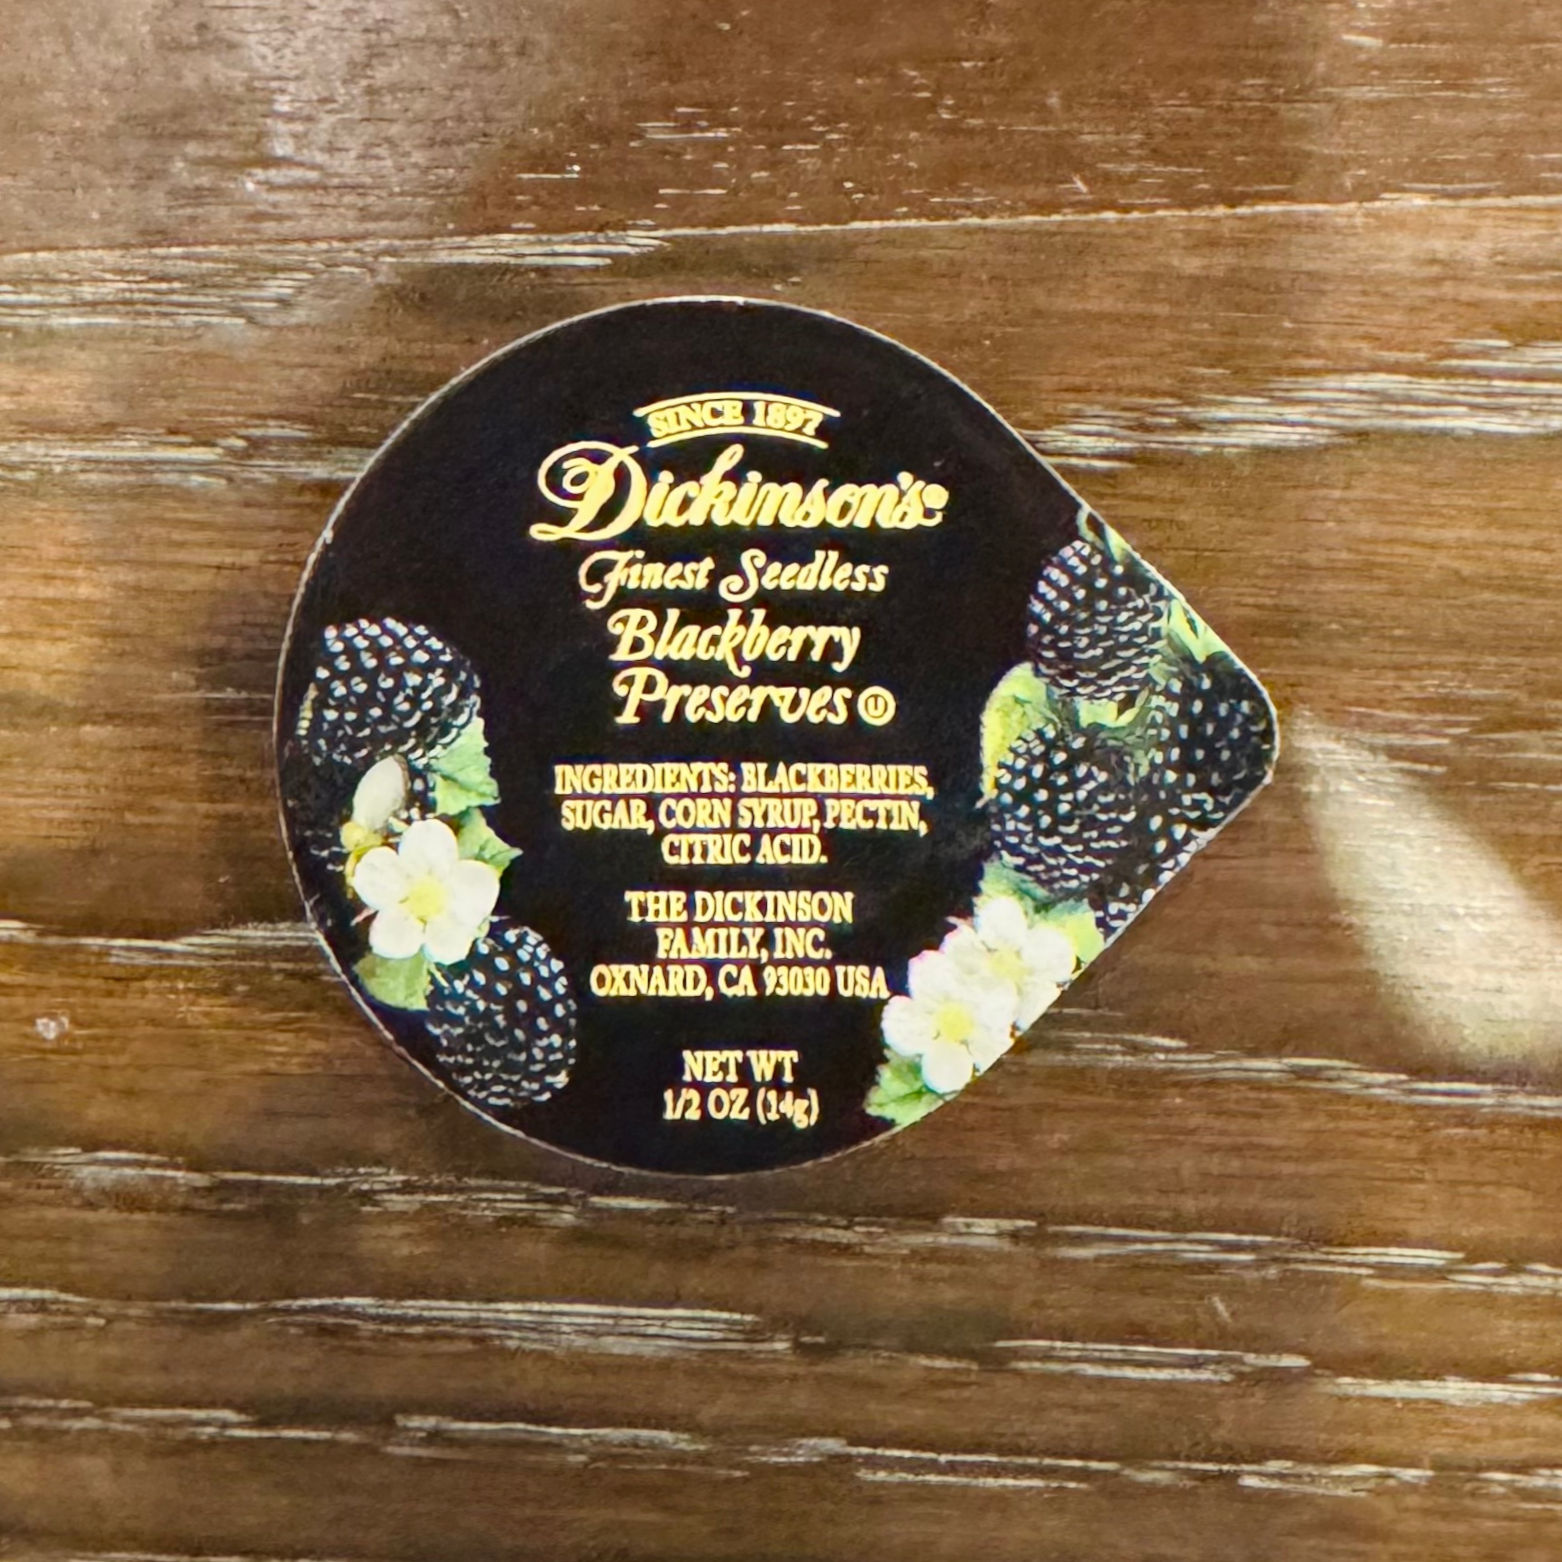 SINCE 1897
Dickinson's®
Finest Seedless
Blackberry
Preserves Ⓤ
INGREDIENTS: BLACKBERRIES,
SUGAR, CORN SYRUP, PECTIN,
CITRIC ACID.
THE DICKINSON
FAMILY, INC.
OXNARD, CA 93030 USA
NET WT
1/2 OZ (14g)